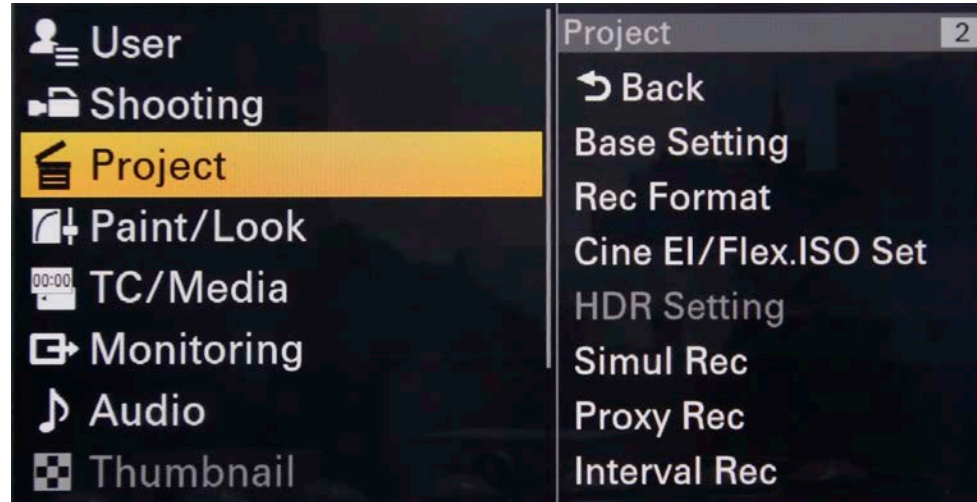 User
Shooting
Project
Paint/Look
00:00
TC/Media
Monitoring
Audio
Thumbnail
Project 2
Back
Base Setting
Rec Format
Cine EI/Flex.ISO Set
HDR Setting
Simul Rec
Proxy Rec
Interval Rec